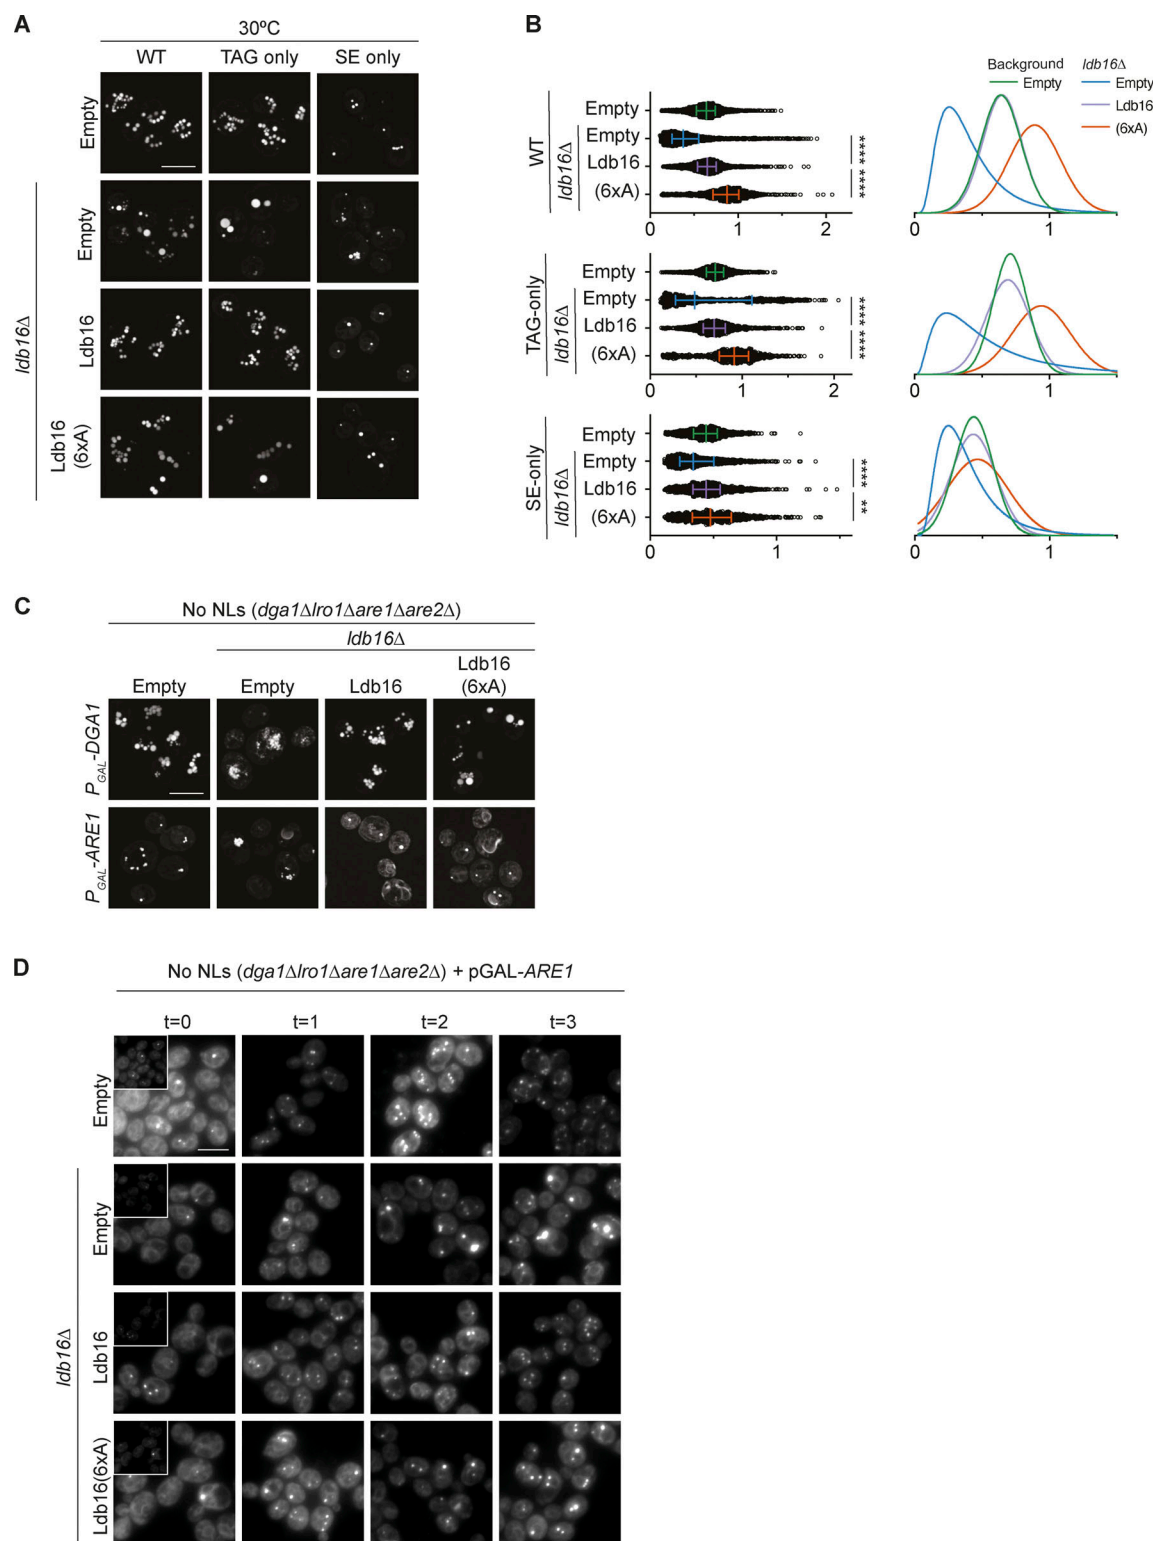 A
30ºC
WT TAG only SE only
Empty
Empty
Ldb16
Ldb16
(6xA)
ldb16Δ
B
Background
Empty
ldb16Δ
Empty
Ldb16
(6xA)
WT
ldb16Δ
Empty
Empty
Ldb16
(6xA)
**** ****
0 1 2
0 1
TAG-only
ldb16Δ
Empty
Empty
Ldb16
(6xA)
**** ****
0 1 2
0 1
SE-only
ldb16Δ
Empty
Empty
Ldb16
(6xA)
**** **
0 1
0 1
C
No NLs (dga1Δlro1Δare1Δare2Δ)
ldb16Δ
Empty Empty Ldb16 Ldb16
(6xA)
PGAL-DGA1
PGAL-ARE1
D
No NLs (dga1Δlro1Δare1Δare2Δ) + pGAL-ARE1
t=0 t=1 t=2 t=3
Empty
Empty
Ldb16
Ldb16(6xA)
ldb16Δ